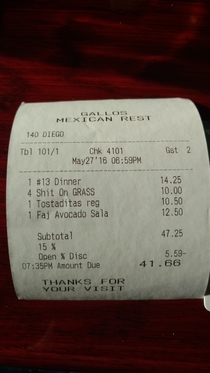 GALLOS
MEXICAN REST
140 DIEGO
Tbl 101/1 Chk 4101 Gst 2
May27'16 06:59PM
1 #13 Dinner 14.25
4 Shit On GRASS 10.00
1 Tostaditas reg 10.50
1 Faj Avocado Sala 12.50
Subtotal 47.25
15 %
Open % Disc 5.59-
07:35PM Amount Due 41.66
THANKS FOR
YOUR VISIT